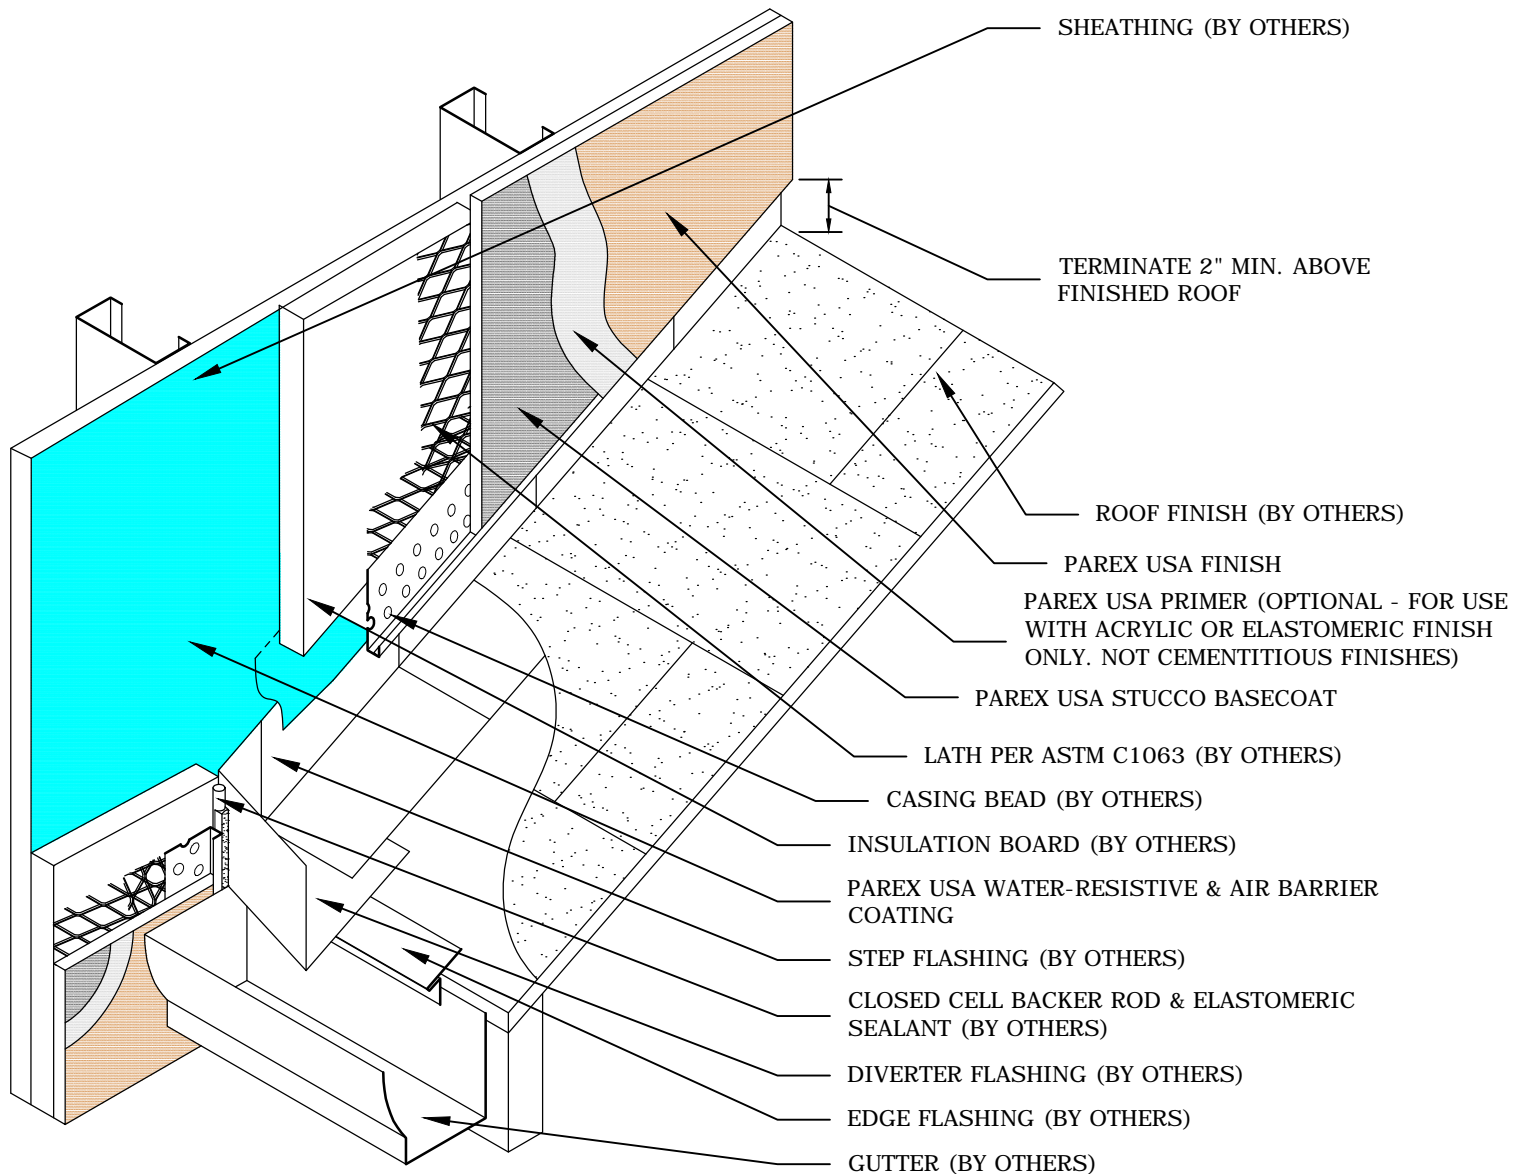 SHEATHING (BY OTHERS)
TERMINATE 2" MIN. ABOVE
FINISHED ROOF
ROOF FINISH (BY OTHERS)
PAREX USA FINISH
PAREX USA PRIMER (OPTIONAL - FOR USE
WITH ACRYLIC OR ELASTOMERIC FINISH
ONLY. NOT CEMENTITIOUS FINISHES)
PAREX USA STUCCO BASECOAT
LATH PER ASTM C1063 (BY OTHERS)
CASING BEAD (BY OTHERS)
INSULATION BOARD (BY OTHERS)
PAREX USA WATER-RESISTIVE & AIR BARRIER
COATING
STEP FLASHING (BY OTHERS)
CLOSED CELL BACKER ROD & ELASTOMERIC
SEALANT (BY OTHERS)
DIVERTER FLASHING (BY OTHERS)
EDGE FLASHING (BY OTHERS)
GUTTER (BY OTHERS)